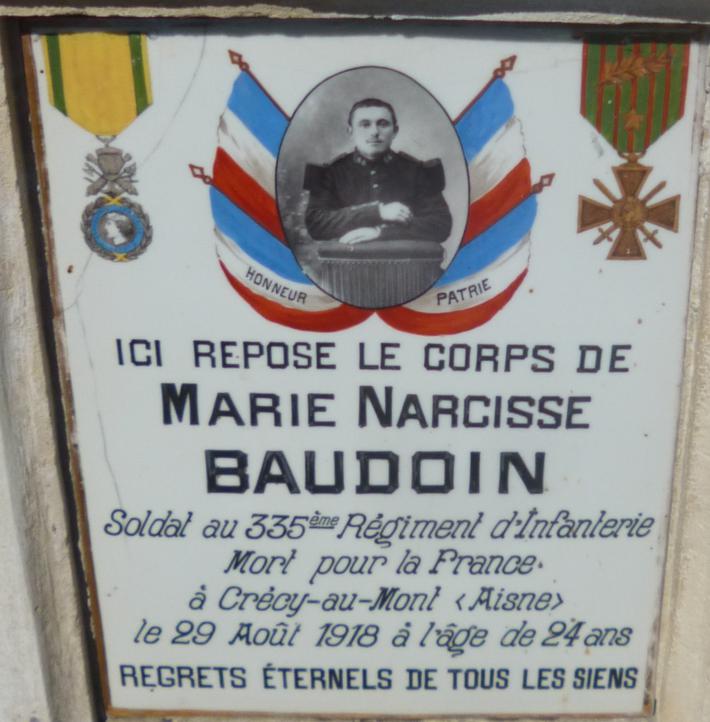 HONNEUR PATRIE
ICI REPOSE LE CORPS DE
MARIE NARCISSE
BAUDOIN
Soldat au 335ème Régiment d'Infanterie
Mort pour la France
à Crécy-au-Mont <Aisne>
le 29 Août 1918 à l'âge de 24 ans
REGRETS ÉTERNELS DE TOUS LES SIENS